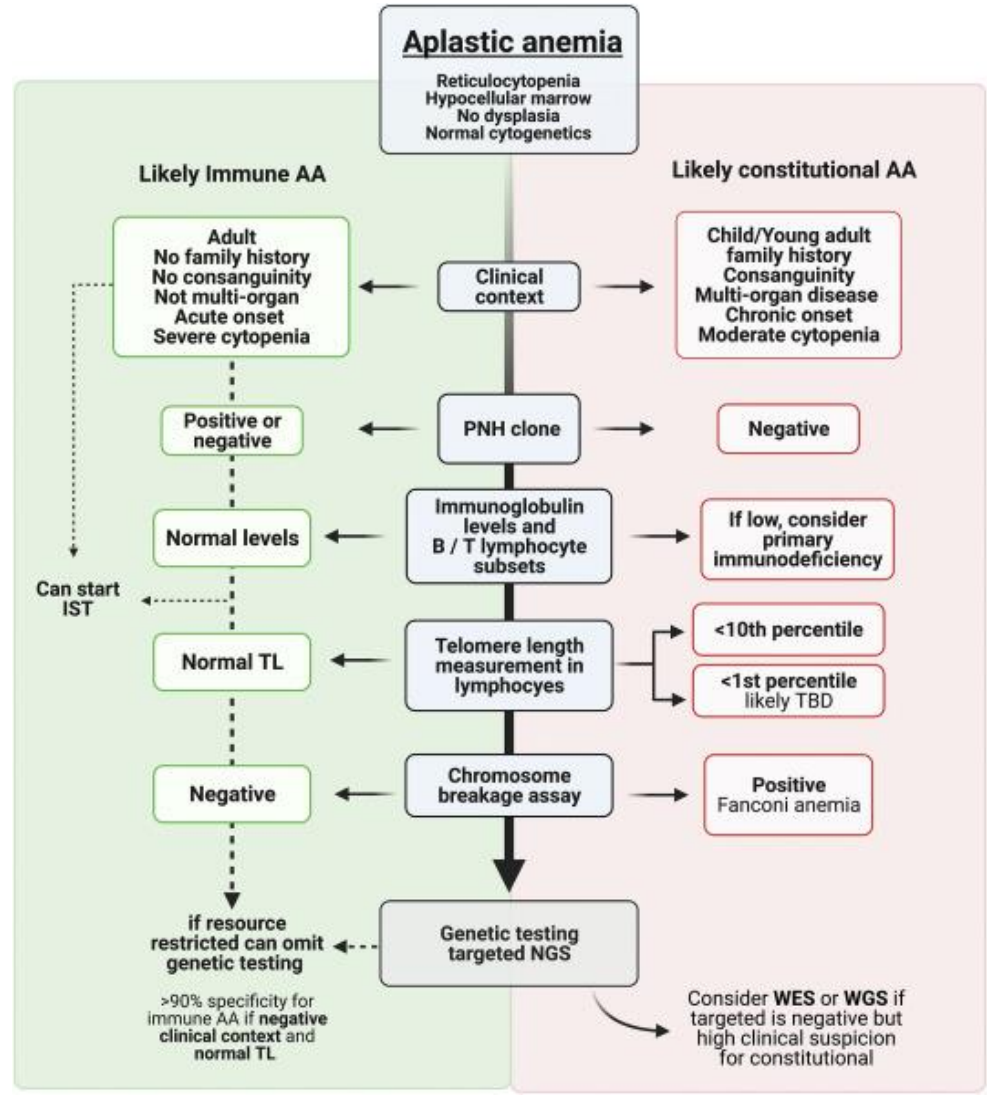 Aplastic anemia
Reticulocytopenia
Hypocellular marrow
No dysplasia
Normal cytogenetics
Likely Immune AA
Likely constitutional AA
Adult
No family history
No consanguinity
Not multi-organ
Acute onset
Severe cytopenia
Clinical
context
Child/Young adult
family history
Consanguinity
Multi-organ disease
Chronic onset
Moderate cytopenia
Positive or
negative
PNH clone
Negative
Normal levels
Immunoglobulin
levels and
B / T lymphocyte
subsets
If low, consider
primary
immunodeficiency
Can start
IST
Normal TL
Telomere length
measurement in
lymphocyes
<10th percentile
<1st percentile
likely TBD
Negative
Chromosome
breakage assay
Positive
Fanconi anemia
if resource
restricted can omit
genetic testing
Genetic testing
targeted NGS
>90% specificity for
immune AA if negative
clinical context and
normal TL
Consider WES or WGS if
targeted is negative but
high clinical suspicion
for constitutional